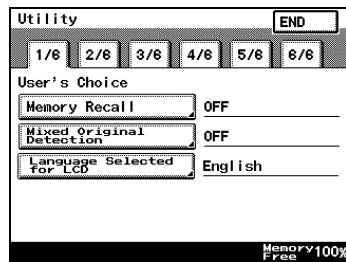 Utility
END
1/6 2/6 3/6 4/6 5/6 6/6
User's Choice
Memory Recall OFF
Mixed Original
Detection OFF
Language Selected
for LCD English
Memory
Free 100%